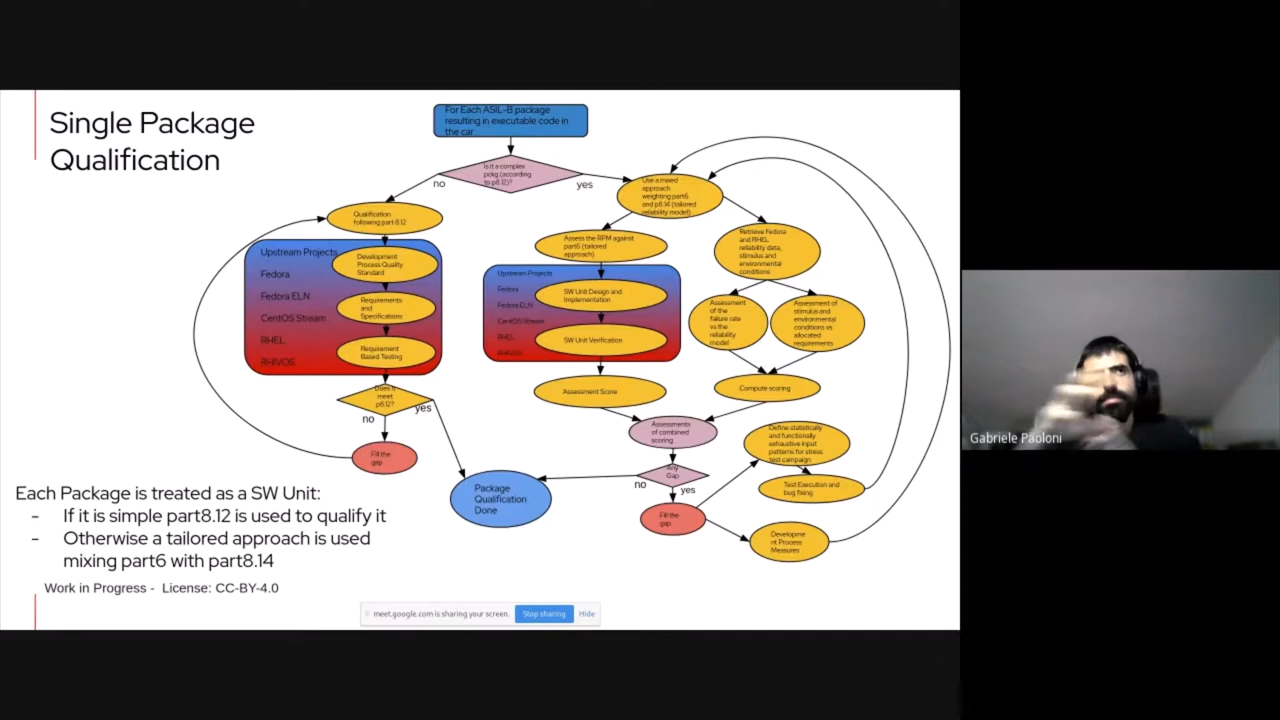 Single Package
Qualification
For Each ASIL-B package
resulting in executable code in
the car
Is it a complex
pckg (according
to p8.12)?
no
yes
Qualification
following part 8.12
Upstream Projects
Fedora
Fedora ELN
CentOS Stream
RHEL
RHIVOS
Development
Process Quality
Standard
Requirements
and
Specifications
Requirement
Based Testing
Does it
meet
p8.12?
no
yes
Fill the
gap
Use a mixed
approach
weighting part6
and p8.14 (tailored
reliability model)
Assess the RPM against
part6 (tailored
approach)
Upstream Projects
Fedora
Fedora ELN
CentOS Stream
RHEL
RHIVOS
SW Unit Design and
Implementation
SW Unit Verification
Assessment Score
Retrieve Fedora
and RHEL
reliability data,
stimulus and
environmental
conditions
Assessment
of the
failure rate
vs the
reliability
model
Assessment of
stimulus and
environmental
conditions vs
allocated
requirements
Compute scoring
Assessments
of combined
scoring
Any
Gap
no
yes
Package
Qualification
Done
Fill the
gap
Define statistically
and functionally
exhaustive input
patterns for stress
test campaign
Test Execution and
bug fixing
Developme
nt Process
Measures
Each Package is treated as a SW Unit:
- If it is simple part8.12 is used to qualify it
- Otherwise a tailored approach is used
mixing part6 with part8.14
Work in Progress - License: CC-BY-4.0
meet.google.com is sharing your screen.
Stop sharing
Hide
Gabriele Paoloni